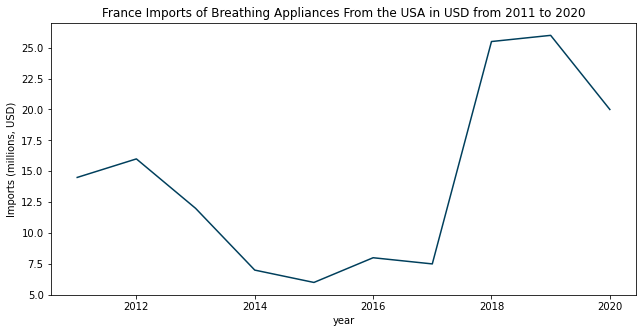 France Imports of Breathing Appliances From the USA in USD from 2011 to 2020
Imports (millions, USD)
25.0
22.5
20.0
17.5
15.0
12.5
10.0
7.5
5.0
2012 2014 2016 2018 2020
year